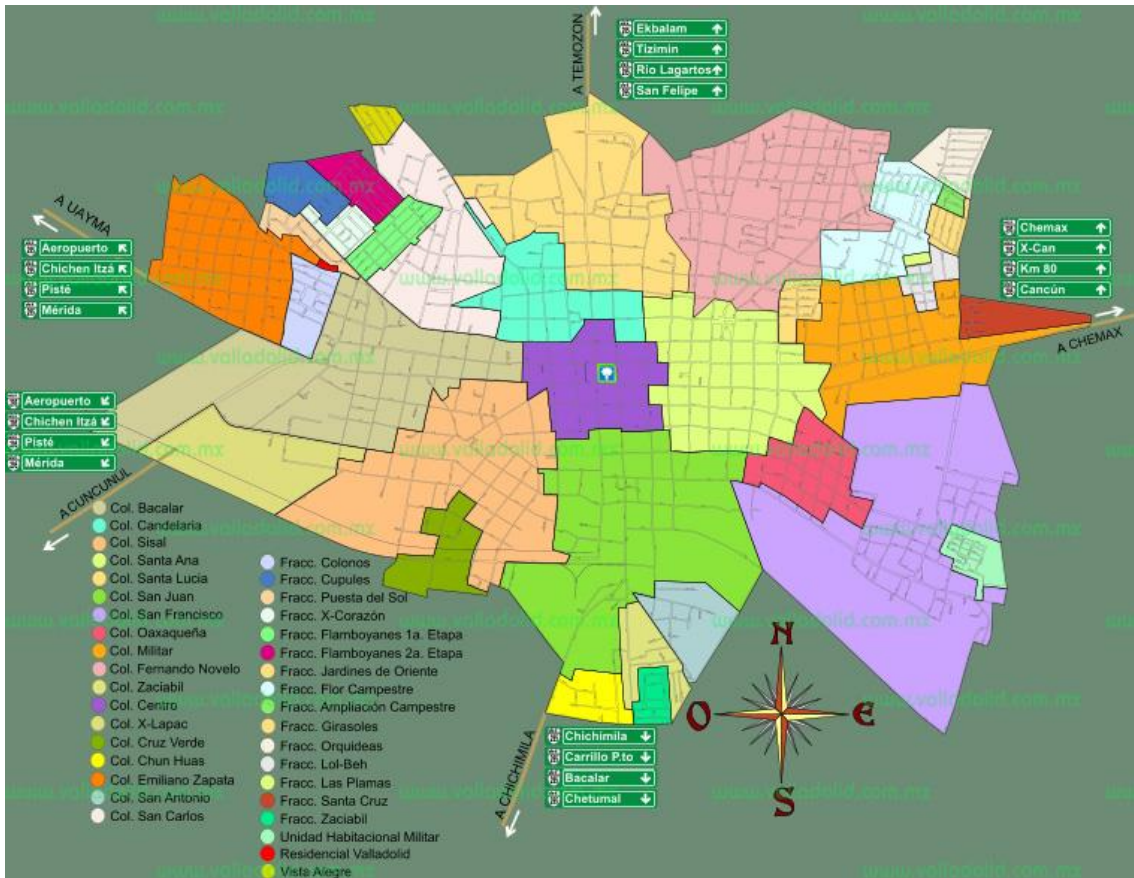 www.valladolid.com.mx
A TEMOZON
Ekbalam
Tizimin
Rio Lagartos
San Felipe
A UAYMA
Aeropuerto
Chichen Itzá
Pisté
Mérida
Chemax
X-Can
Km 80
Cancún
A CHEMAX
Aeropuerto
Chichen Itzá
Pisté
Mérida
A CUNCUNUL
Col. Bacalar
Col. Candelaria
Col. Sisal
Col. Santa Ana
Col. Santa Lucia
Col. San Juan
Col. San Francisco
Col. Oaxaqueña
Col. Militar
Col. Fernando Novelo
Col. Zaciabil
Col. Centro
Col. X-Lapac
Col. Cruz Verde
Col. Chun Huas
Col. Emiliano Zapata
Col. San Antonio
Col. San Carlos
Fracc. Colonos
Fracc. Cupules
Fracc. Puesta del Sol
Fracc. X-Corazón
Fracc. Flamboyanes 1a. Etapa
Fracc. Flamboyanes 2a. Etapa
Fracc. Jardines de Oriente
Fracc. Flor Campestre
Fracc. Ampliación Campestre
Fracc. Girasoles
Fracc. Orquideas
Fracc. Lol-Beh
Fracc. Las Plamas
Fracc. Santa Cruz
Fracc. Zaciabil
Unidad Habitacional Militar
Residencial Valladolid
Vista Alegre
A CHICHIMILA
Chichimila
Carrillo P.to
Bacalar
Chetumal
N
O
E
S